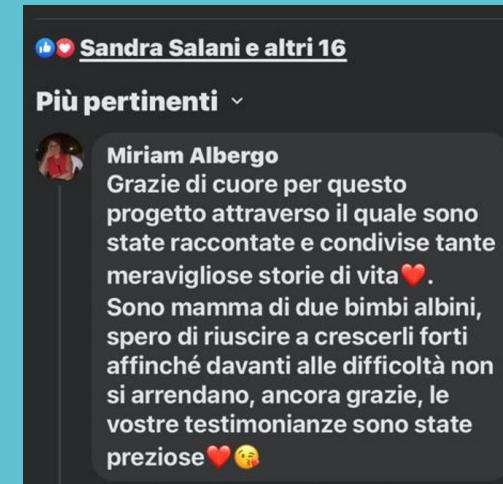 Sandra Salani e altri 16
Più pertinenti
Miriam Albergo
Grazie di cuore per questo
progetto attraverso il quale sono
state raccontate e condivise tante
meravigliose storie di vita❤️.
Sono mamma di due bimbi albini,
spero di riuscire a crescerli forti
affinché davanti alle difficoltà non
si arrendano, ancora grazie, le
vostre testimonianze sono state
preziose❤️😘